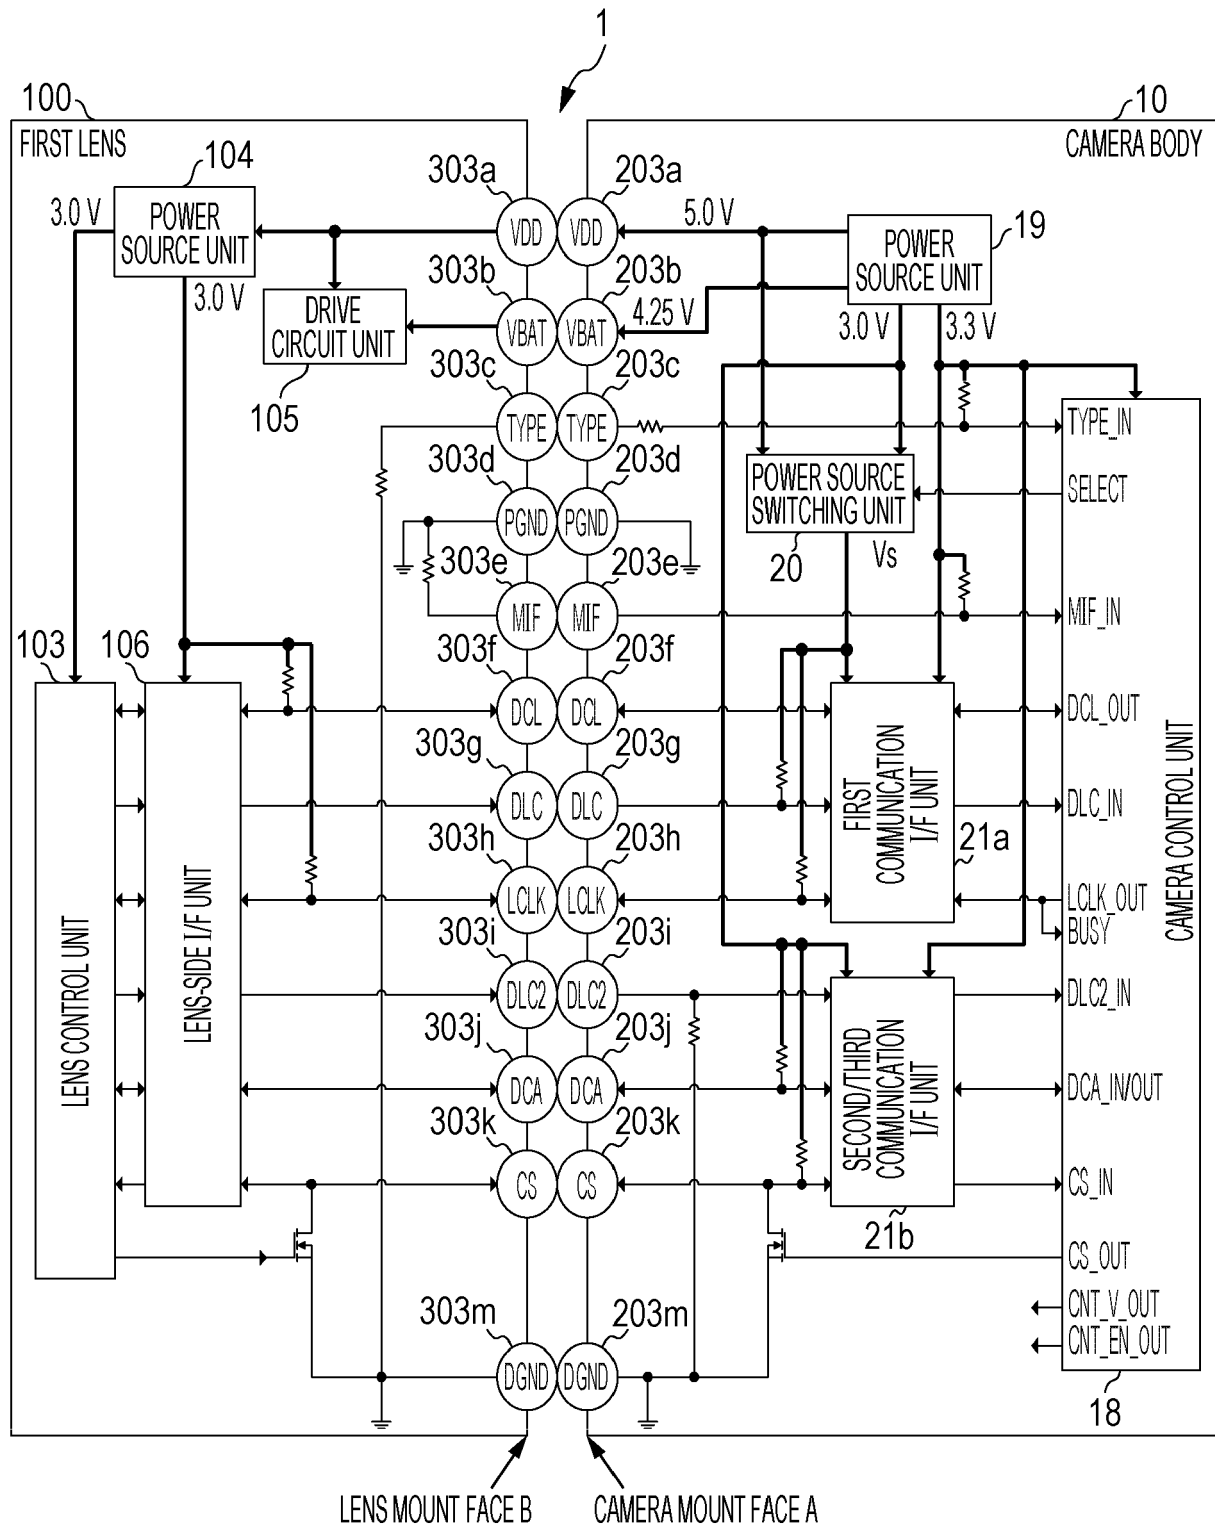 1
100
10
FIRST LENS
CAMERA BODY
104
303a
203a
3.0 V
POWER
SOURCE UNIT
VDD
VDD
5.0 V
POWER
SOURCE UNIT
19
3.0 V
303b
203b
DRIVE
CIRCUIT UNIT
VBAT
VBAT
4.25 V
3.0 V
3.3 V
105
303c
203c
TYPE
TYPE
TYPE_IN
303d
203d
POWER SOURCE
SWITCHING UNIT
SELECT
PGND
PGND
20
Vs
303e
203e
MIF
MIF
MIF_IN
103
106
303f
203f
DCL
DCL
DCL_OUT
303g
203g
DLC
DLC
FIRST
COMMUNICATION
I/F UNIT
DLC_IN
21a
303h
203h
LCLK
LCLK
LCLK_OUT
BUSY
CAMERA CONTROL UNIT
LENS CONTROL UNIT
LENS-SIDE I/F UNIT
303i
203i
DLC2
DLC2
DLC2_IN
303j
203j
DCA
DCA
SECOND/THIRD
COMMUNICATION
I/F UNIT
DCA_IN/OUT
303k
203k
CS
CS
CS_IN
21b
CS_OUT
CNT_V_OUT
CNT_EN_OUT
303m
203m
DGND
DGND
18
LENS MOUNT FACE B
CAMERA MOUNT FACE A